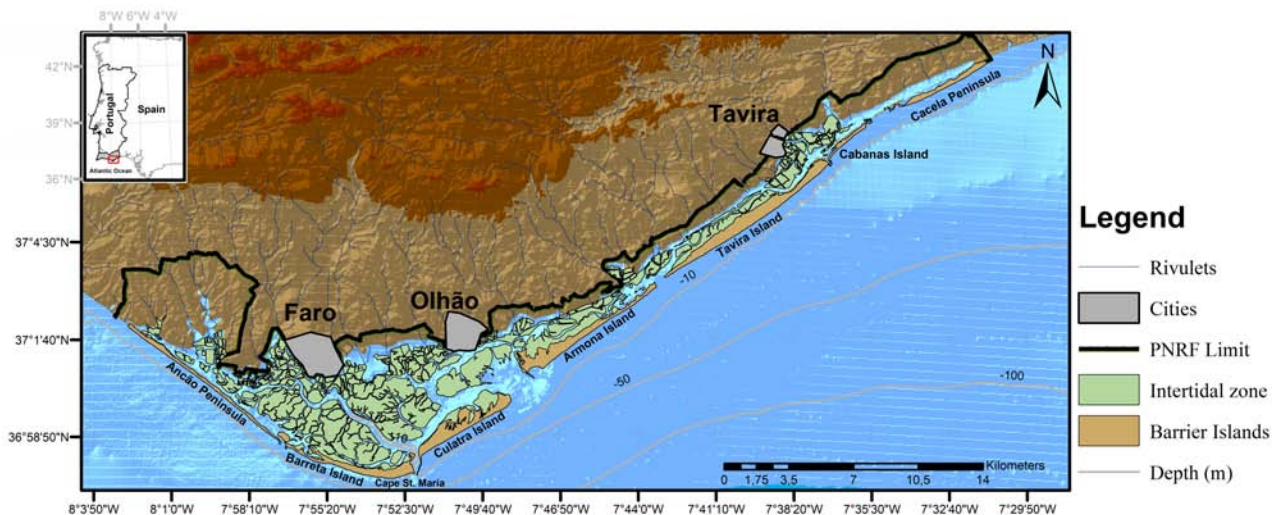 8°W 6°W 4°W
42°N
39°N
36°N
Portugal
Spain
Atlantic Ocean
N
Tavira
Cacela Peninsula
Cabanas Island
Tavira Island
-10
Faro
Olhão
Armona Island
-50
-100
Ancão Peninsula
-10
Culatra Island
Barreta Island
Cape St. Maria
37°4'30"N
37°1'40"N
36°58'50"N
Kilometers
0 1,75 3,5 7 10,5 14
8°3'50"W 8°1'0"W 7°58'10"W 7°55'20"W 7°52'30"W 7°49'40"W 7°46'50"W 7°44'0"W 7°41'10"W 7°38'20"W 7°35'30"W 7°32'40"W 7°29'50"W
Legend
Rivulets
Cities
PNRF Limit
Intertidal zone
Barrier Islands
Depth (m)